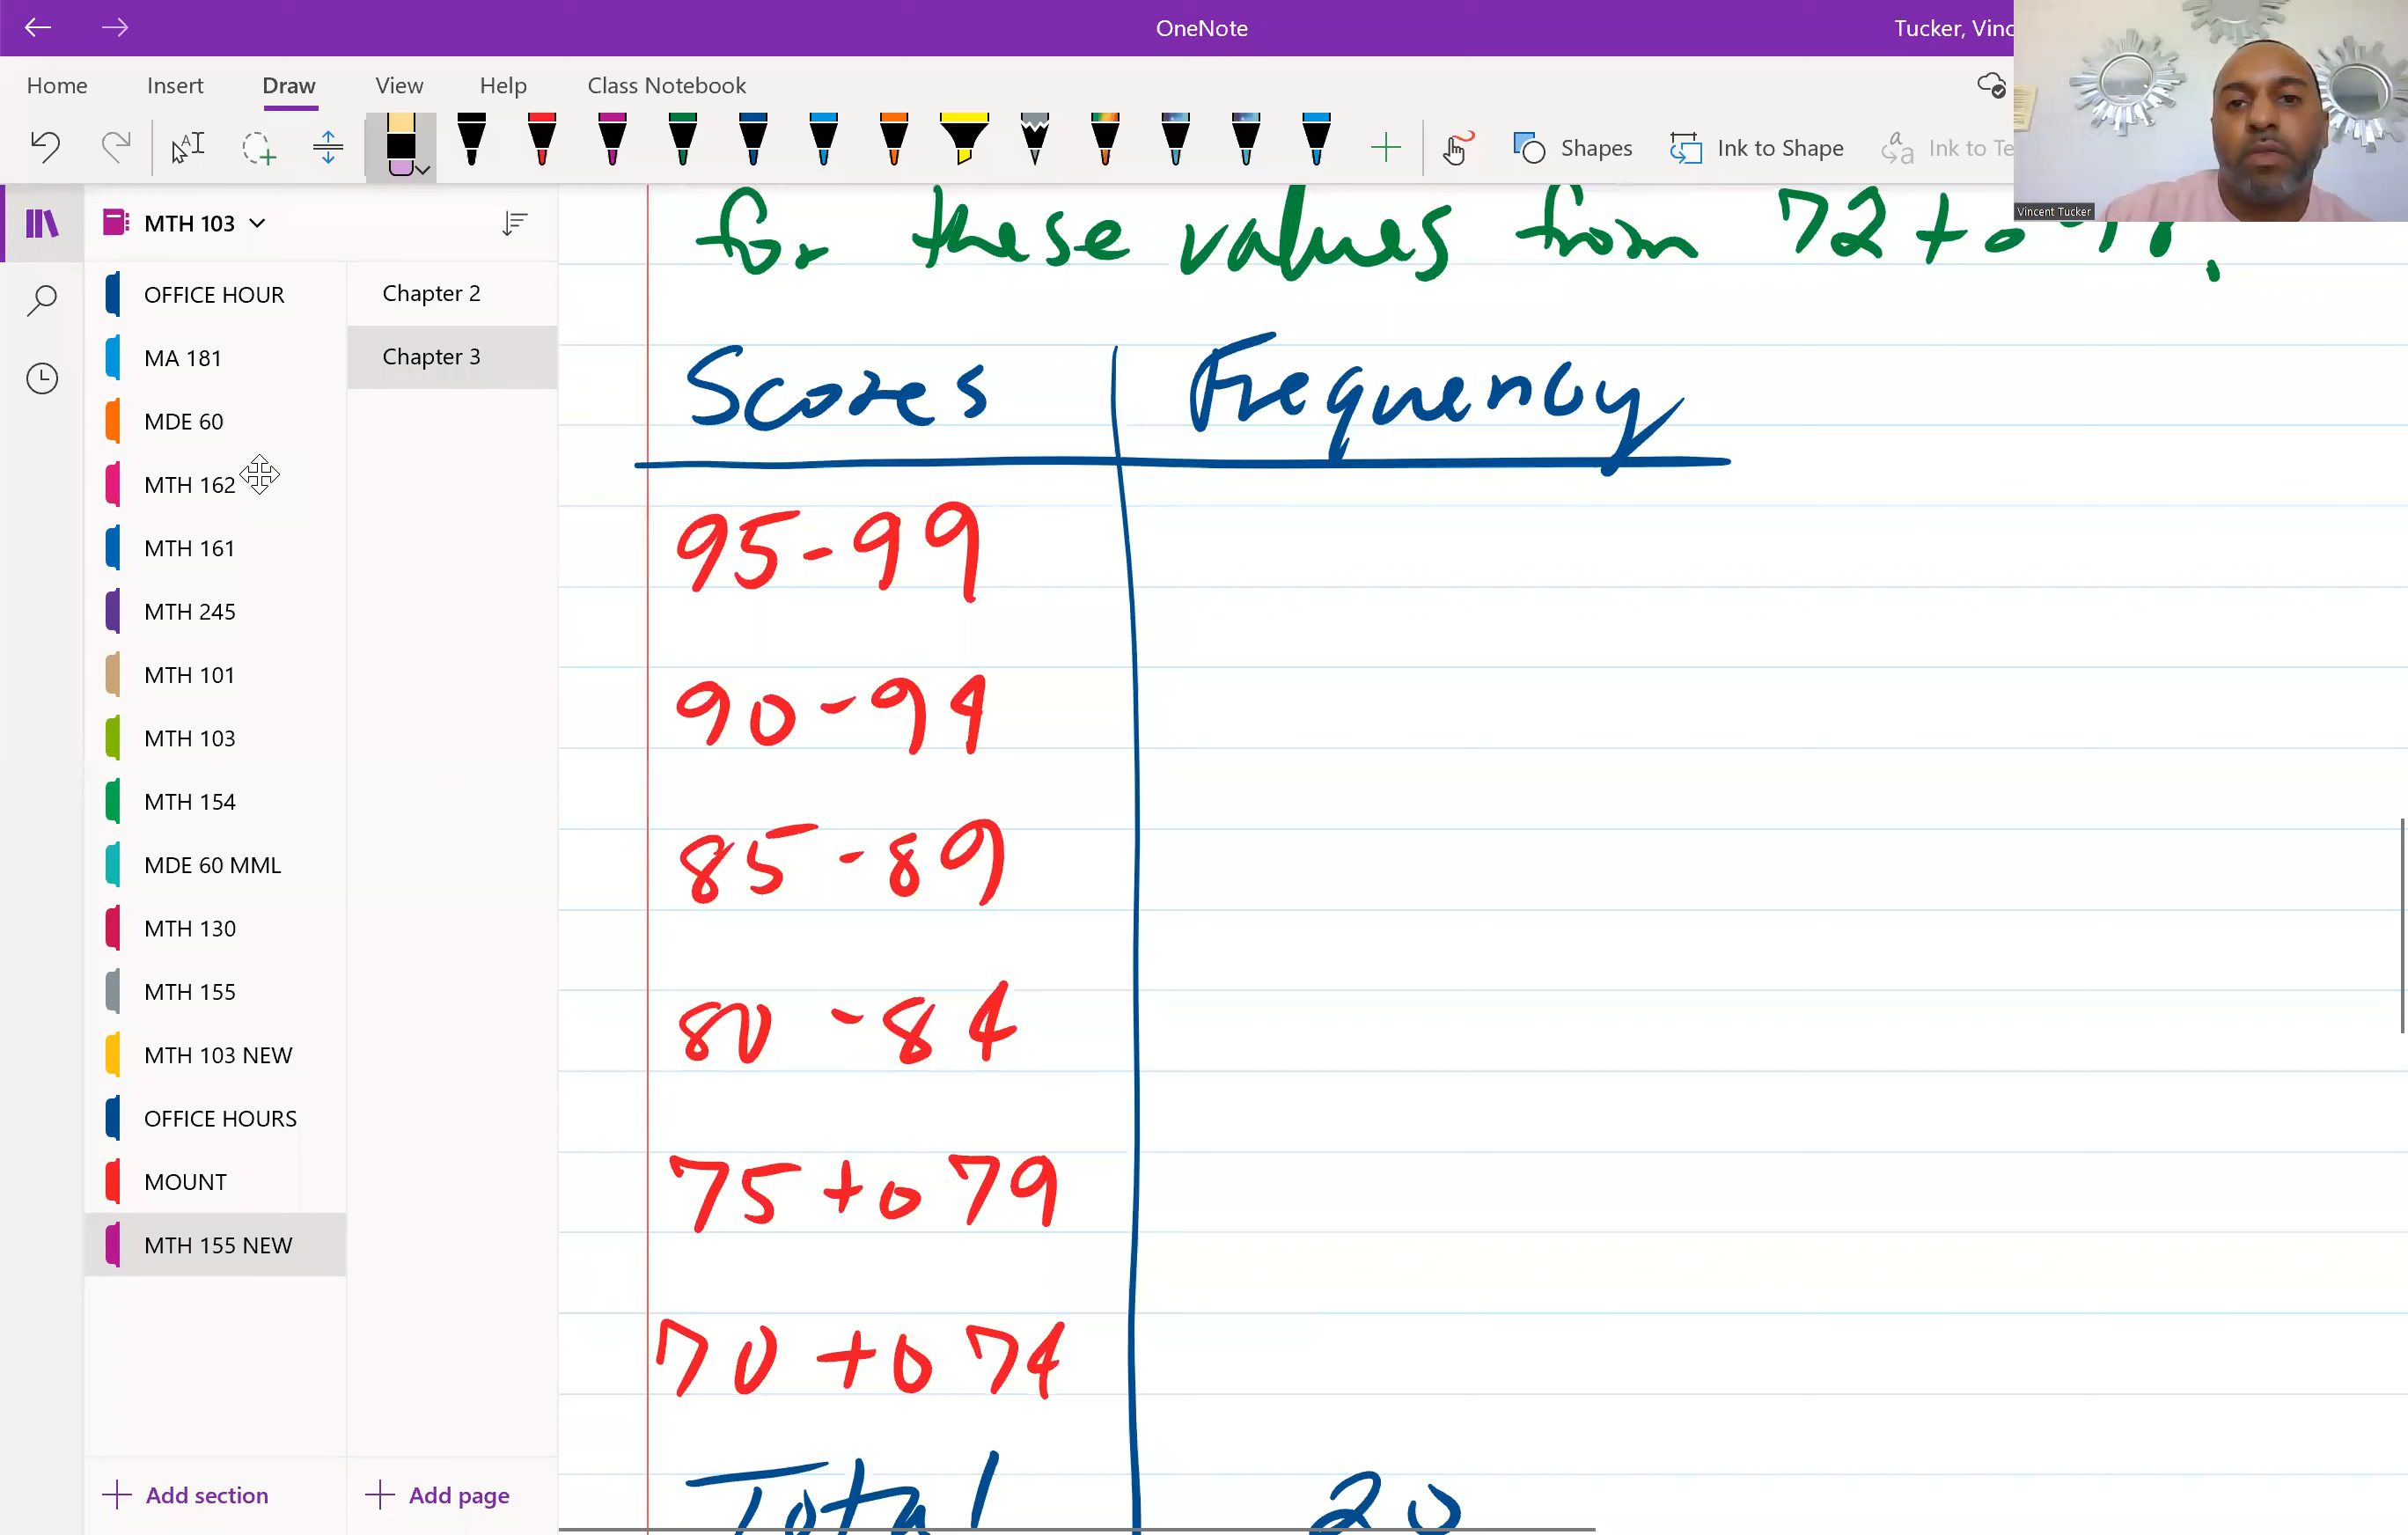 OneNote
Tucker, Vinc
Home Insert Draw View Help Class Notebook
Shapes Ink to Shape Ink to Te
Vincent Tucker
MTH 103
OFFICE HOUR
MA 181
MDE 60
MTH 162
MTH 161
MTH 245
MTH 101
MTH 103
MTH 154
MDE 60 MML
MTH 130
MTH 155
MTH 103 NEW
OFFICE HOURS
MOUNT
MTH 155 NEW
Add section
Chapter 2
Chapter 3
Add page
for these values from 72 to
Scores Frequency
95-99
90-94
85-89
80-84
75 to 79
70 to 74
Total 20